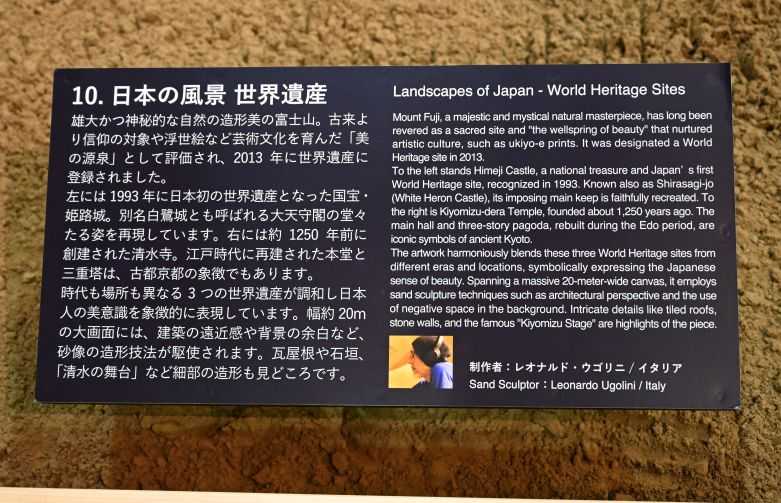 10. 日本の風景 世界遺産
雄大かつ神秘的な自然の造形美の富士山。古来よ
り信仰の対象や浮世絵など芸術文化を育んだ「美
の源泉」として評価され、2013 年に世界遺産に
登録されました。
左には 1993 年に日本初の世界遺産となった国宝・
姫路城。別名白鷺城とも呼ばれる大天守閣の堂々
たる姿を再現しています。右には約 1250 年前に
創建された清水寺。江戸時代に再建された本堂と
三重塔は、古都京都の象徴でもあります。
時代も場所も異なる 3 つの世界遺産が調和し日本
人の美意識を象徴的に表現しています。幅約 20m
の大画面には、建築の遠近感や背景の余白など、
砂像の造形技法が駆使されます。瓦屋根や石垣、
「清水の舞台」など細部の造形も見どころです。
Landscapes of Japan - World Heritage Sites
Mount Fuji, a majestic and mystical natural masterpiece, has long been
revered as a sacred site and "the wellspring of beauty" that nurtured
artistic culture, such as ukiyo-e prints. It was designated a World
Heritage site in 2013.
To the left stands Himeji Castle, a national treasure and Japan's first
World Heritage site, recognized in 1993. Known also as Shirasagi-jo
(White Heron Castle), its imposing main keep is faithfully recreated. To
the right is Kiyomizu-dera Temple, founded about 1,250 years ago. The
main hall and three-story pagoda, rebuilt during the Edo period, are
iconic symbols of ancient Kyoto.
The artwork harmoniously blends these three World Heritage sites from
different eras and locations, symbolically expressing the Japanese
sense of beauty. Spanning a massive 20-meter-wide canvas, it employs
sand sculpture techniques such as architectural perspective and the use
of negative space in the background. Intricate details like tiled roofs,
stone walls, and the famous "Kiyomizu Stage" are highlights of the piece.
制作者：レオナルド・ウゴリニ / イタリア
Sand Sculptor：Leonardo Ugolini / Italy